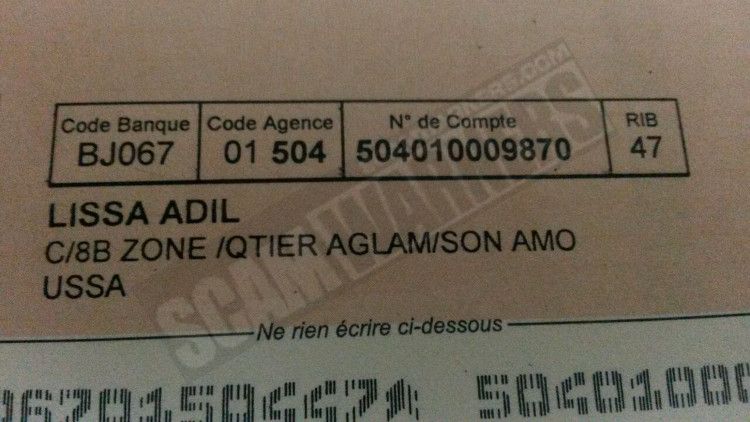 Code Banque Code Agence N° de Compte RIB
BJ067 01 504 504010009870 47
LISSA ADIL
C/8B ZONE /QTIER AGLAM/SON AMO
USSA
Ne rien écrire ci-dessous
SCAMWARNERS